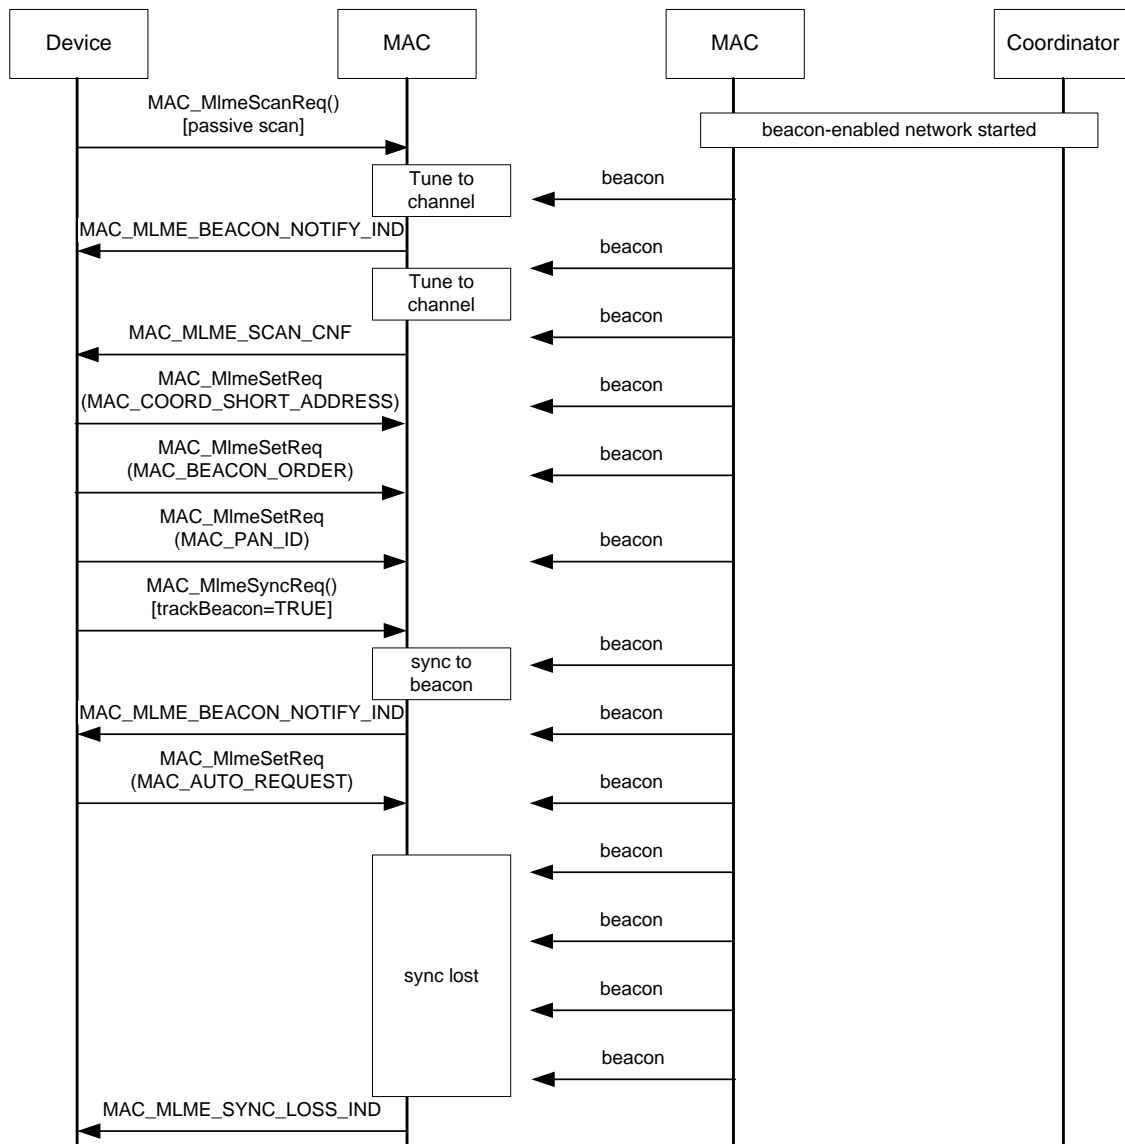 Device
MAC
MAC
Coordinator
MAC_MlmeScanReq()
[passive scan]
beacon-enabled network started
Tune to
channel
beacon
MAC_MLME_BEACON_NOTIFY_IND
beacon
Tune to
channel
beacon
MAC_MLME_SCAN_CNF
MAC_MlmeSetReq
(MAC_COORD_SHORT_ADDRESS)
beacon
MAC_MlmeSetReq
(MAC_BEACON_ORDER)
beacon
MAC_MlmeSetReq
(MAC_PAN_ID)
beacon
MAC_MlmeSyncReq()
[trackBeacon=TRUE]
beacon
sync to
beacon
MAC_MLME_BEACON_NOTIFY_IND
beacon
MAC_MlmeSetReq
(MAC_AUTO_REQUEST)
beacon
beacon
beacon
sync lost
beacon
beacon
MAC_MLME_SYNC_LOSS_IND